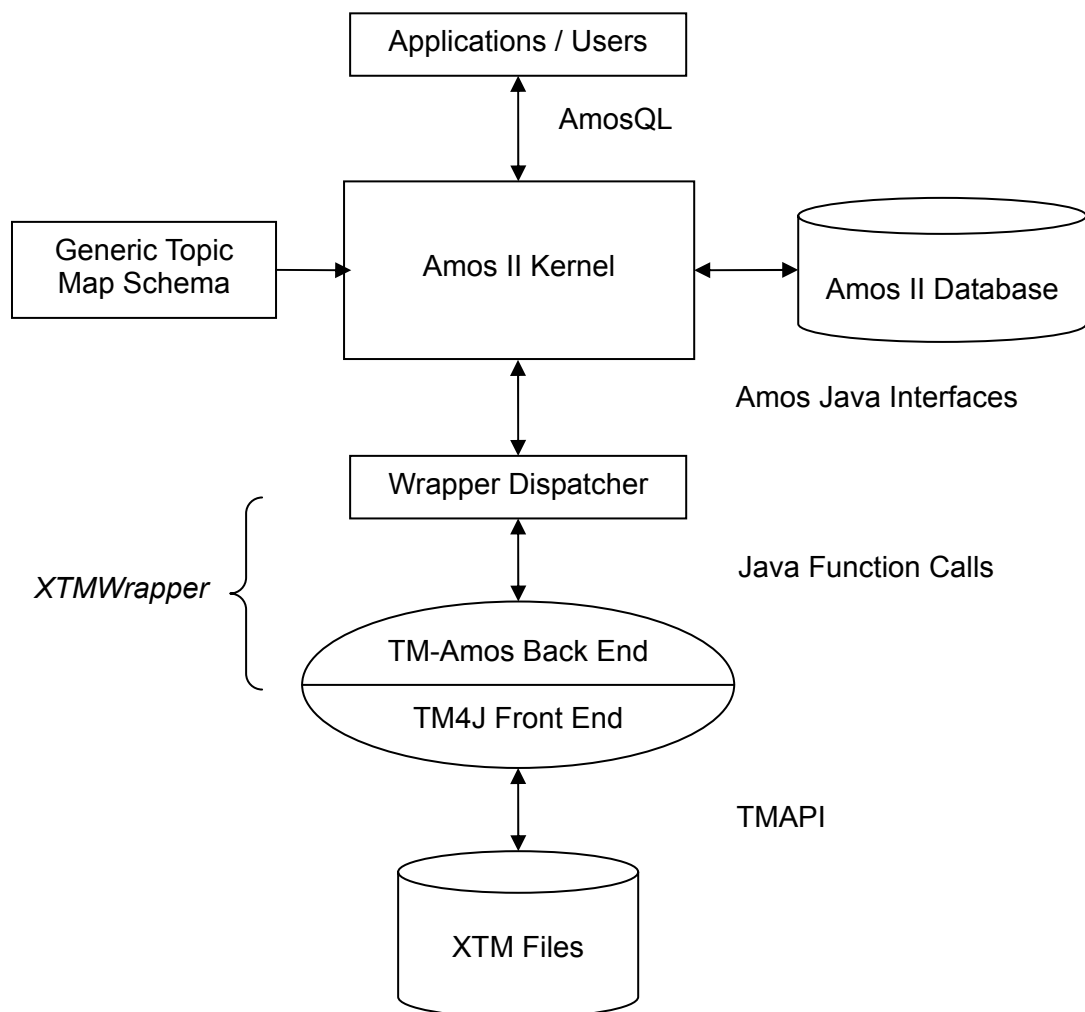 Applications / Users
AmosQL
Generic Topic
Map Schema
Amos II Kernel
Amos II Database
Amos Java Interfaces
Wrapper Dispatcher
XTMWrapper
Java Function Calls
TM-Amos Back End
TM4J Front End
TMAPI
XTM Files